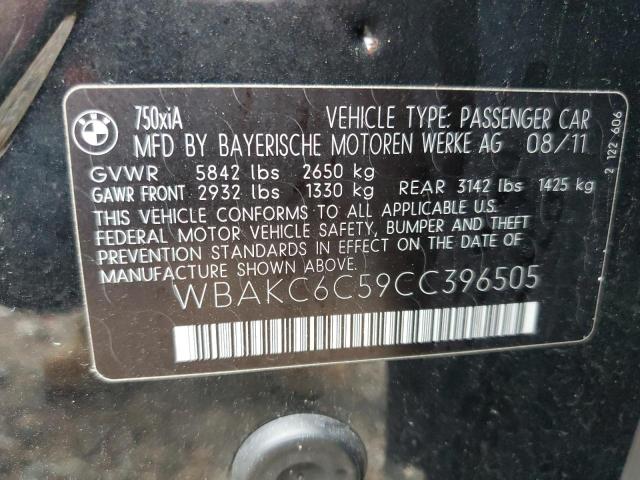 BMW
750xiA VEHICLE TYPE: PASSENGER CAR
MFD BY BAYERISCHE MOTOREN WERKE AG 08/11
GVWR 5842 lbs 2650 kg
GAWR FRONT 2932 lbs 1330 kg REAR 3142 lbs 1425 kg
THIS VEHICLE CONFORMS TO ALL APPLICABLE U.S.
FEDERAL MOTOR VEHICLE SAFETY, BUMPER AND THEFT
PREVENTION STANDARDS IN EFFECT ON THE DATE OF
MANUFACTURE SHOWN ABOVE.
WBAKC6C59CC396505
2 122 606